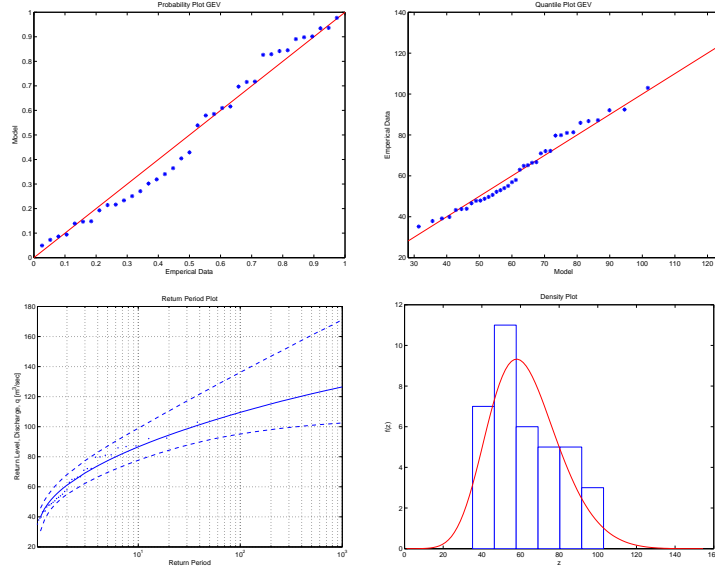 Probability Plot GEV
1
0.9
0.8
0.7
0.6
0.5
0.4
0.3
0.2
0.1
0
Model
0 0.1 0.2 0.3 0.4 0.5 0.6 0.7 0.8 0.9 1
Emperical Data
Quantile Plot GEV
140
120
100
80
60
40
20
Emperical Data
30 40 50 60 70 80 90 100 110 120
Model
Return Period Plot
180
160
140
120
100
80
60
40
20
Return Level, Discharge, q [m³/sec]
10¹ 10² 10³
Return Period
Density Plot
12
10
8
6
4
2
0
f(z)
0 20 40 60 80 100 120 140 160
z